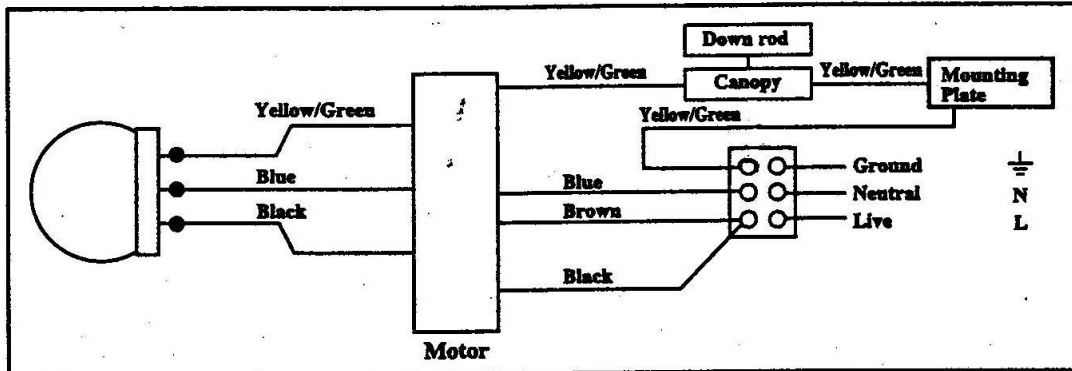 Down rod
Yellow/Green
Canopy
Yellow/Green
Mounting
Plate
Yellow/Green
Yellow/Green
Blue
Black
Blue
Brown
Black
Ground
Neutral
N
Live
L
Motor